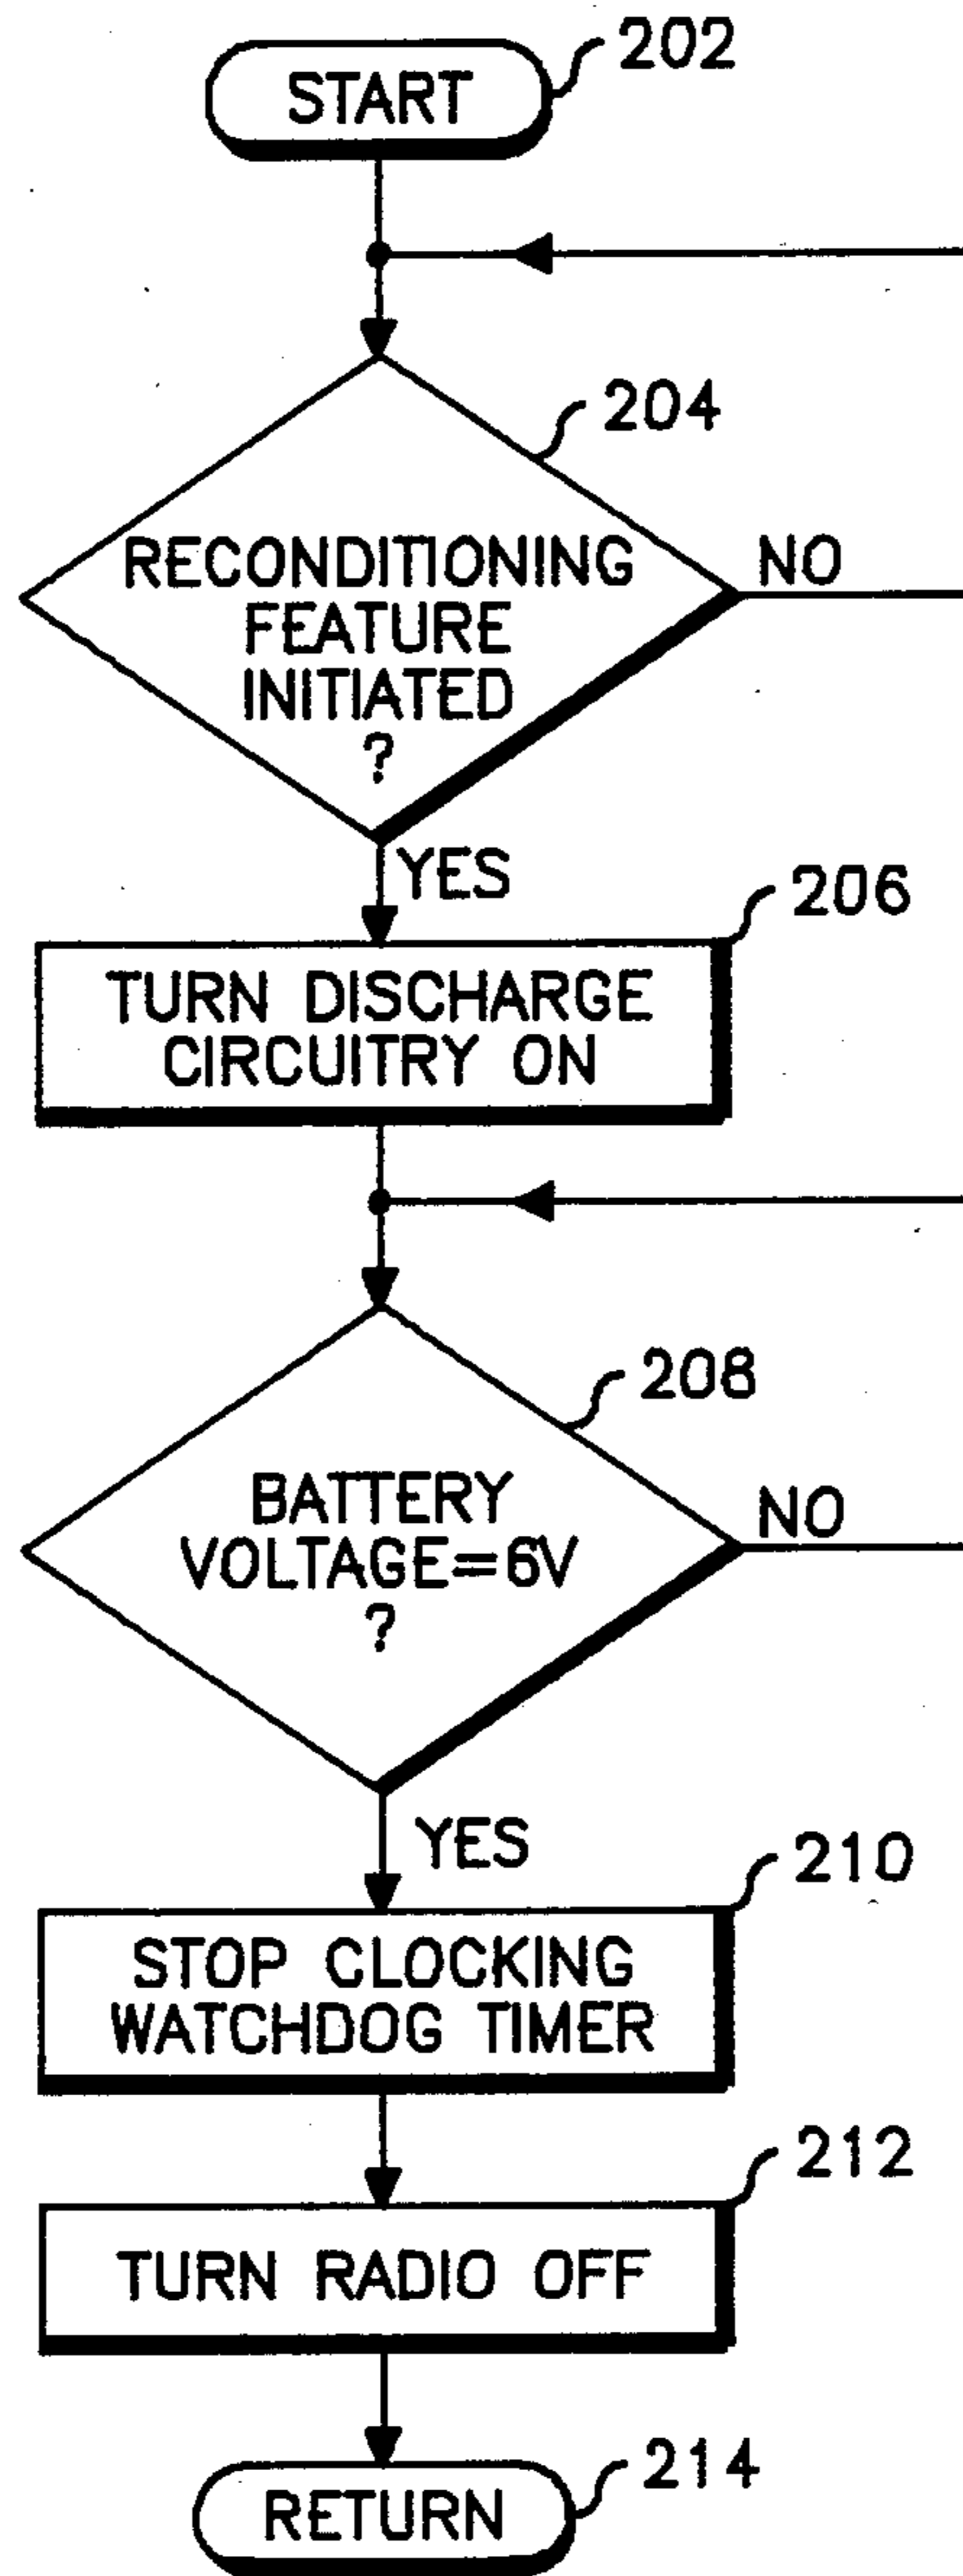 START
202
204
RECONDITIONING
FEATURE
INITIATED
?
NO
YES
206
TURN DISCHARGE
CIRCUITRY ON
208
BATTERY
VOLTAGE=6V
?
NO
YES
210
STOP CLOCKING
WATCHDOG TIMER
212
TURN RADIO OFF
214
RETURN